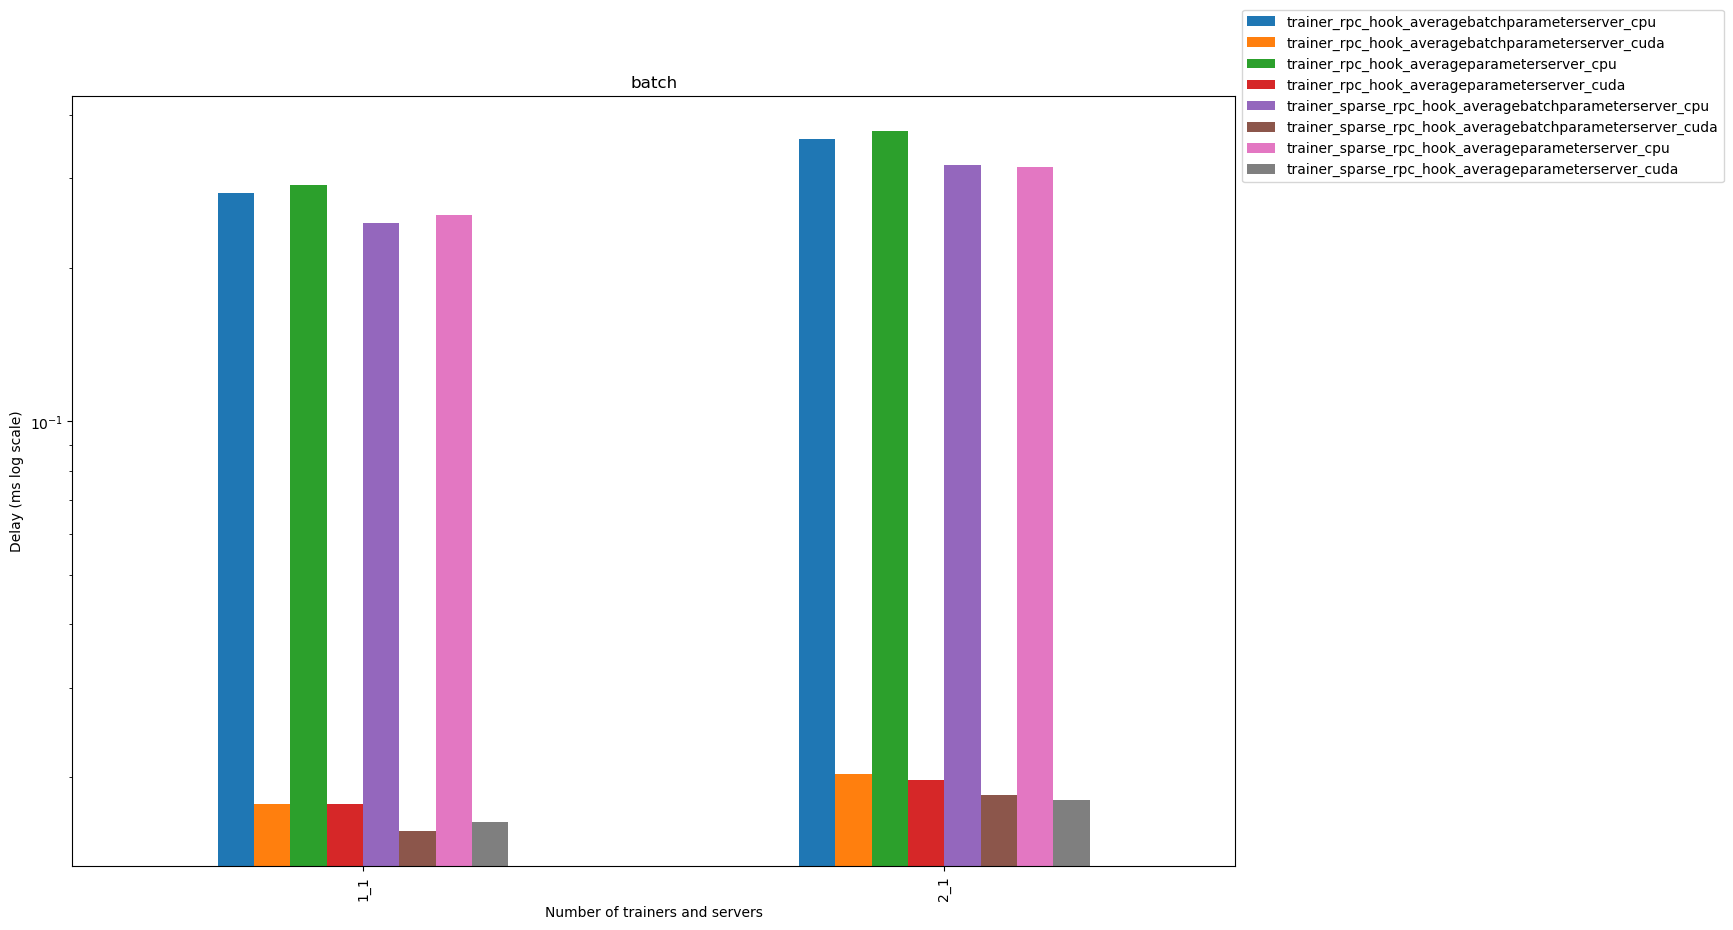 trainer_rpc_hook_averagebatchparameterserver_cpu
trainer_rpc_hook_averagebatchparameterserver_cuda
trainer_rpc_hook_averageparameterserver_cpu
trainer_rpc_hook_averageparameterserver_cuda
trainer_sparse_rpc_hook_averagebatchparameterserver_cpu
trainer_sparse_rpc_hook_averagebatchparameterserver_cuda
trainer_sparse_rpc_hook_averageparameterserver_cpu
trainer_sparse_rpc_hook_averageparameterserver_cuda
batch
Delay (ms log scale)
10⁻¹
1_1
2_1
Number of trainers and servers